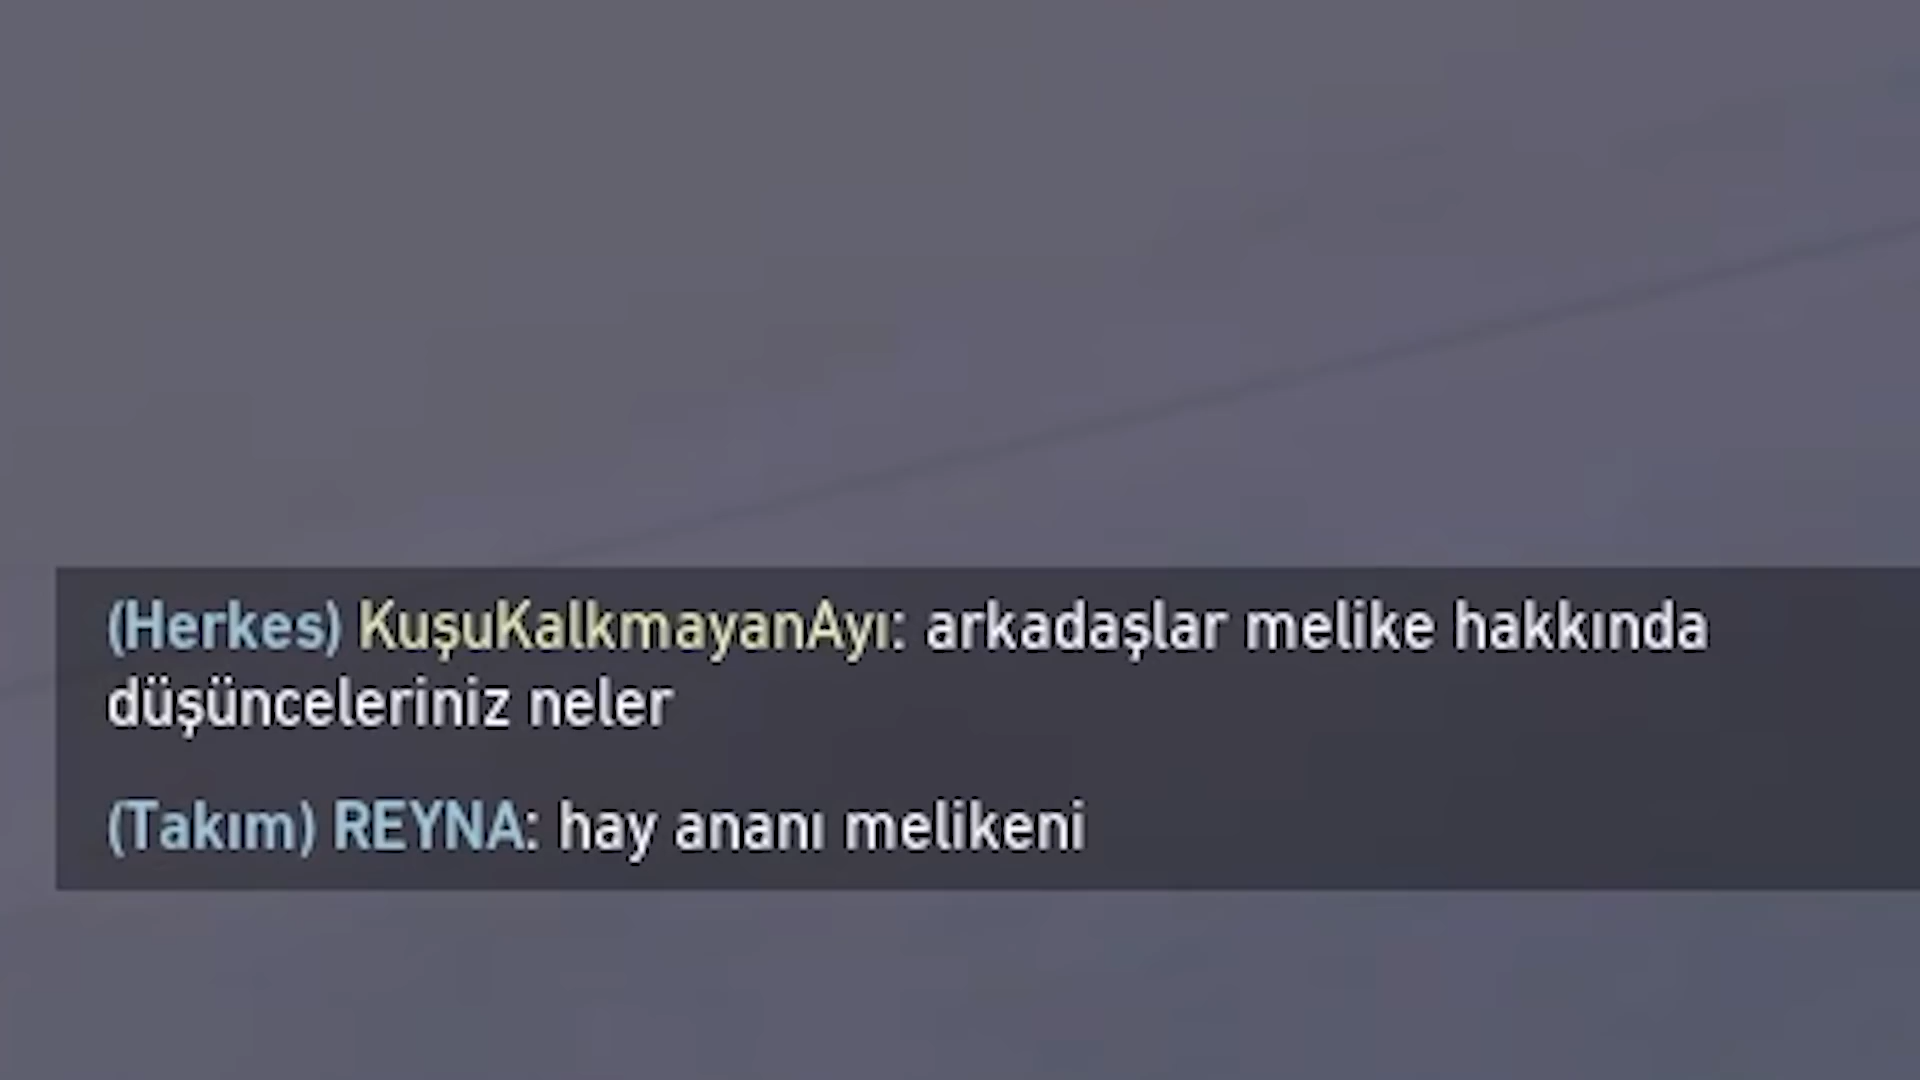 (Herkes) KuşuKalkmayanAyı: arkadaşlar melike hakkında
düşünceleriniz neler
(Takım) REYNA: hay ananı melikeni